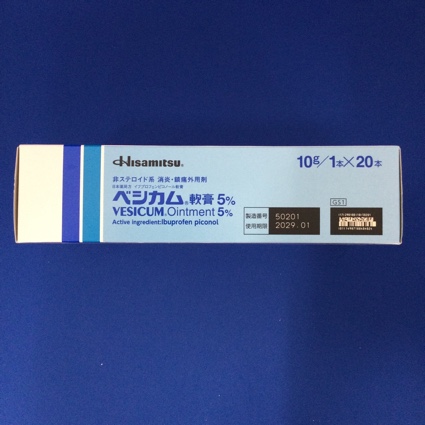 Hisamitsu®
10g/1本×20本
非ステロイド系 消炎・鎮痛外用剤
日本薬局方 イブプロフェンピコノール軟膏
ベシカム®軟膏5%
VESICUM®Ointment 5%
Active ingredient:Ibuprofen piconol
製造番号 50201
使用期限 2029.01
GS1